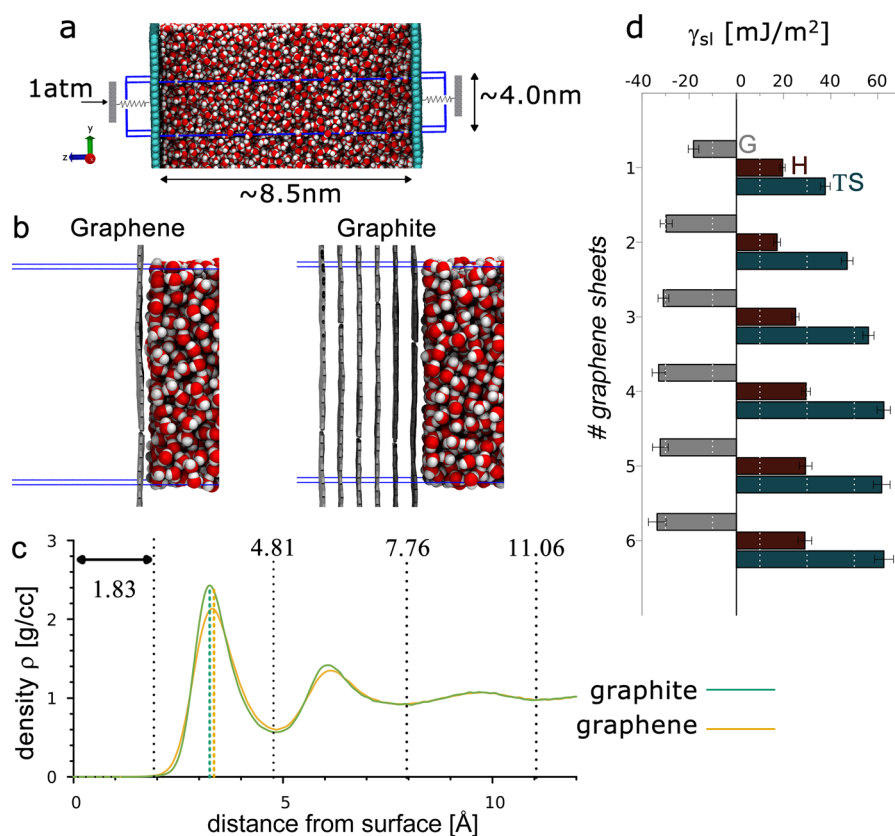 a
1atm
y
z
~4.0nm
~8.5nm
b
Graphene
Graphite
c
3
2
1
0
density ρ [g/cc]
1.83
4.81
7.76
11.06
0
5
10
distance from surface [Å]
graphite
graphene
d
γsl [mJ/m²]
-40
-20
0
20
40
60
# graphene sheets
1
2
3
4
5
6
G
H
TS